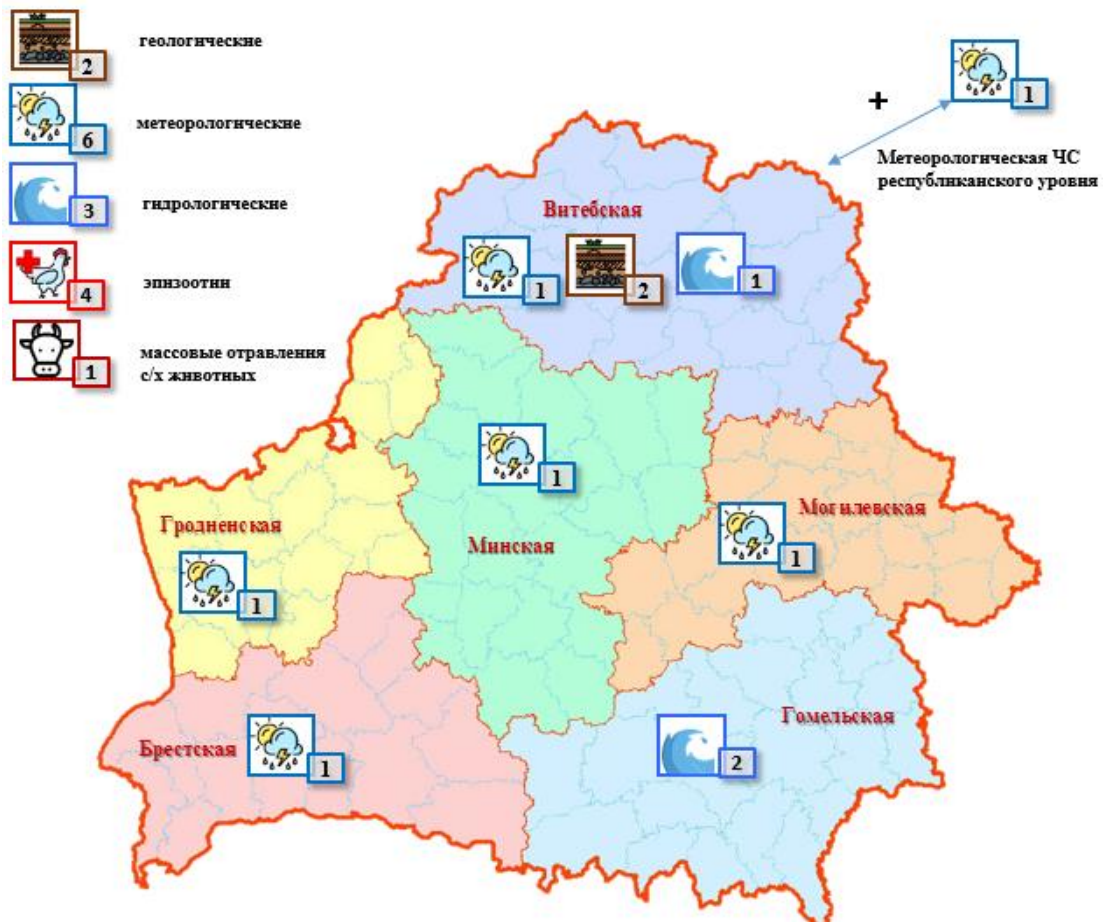 геологические
2
метеорологические
6
гидрологические
3
эпизоотии
4
массовые отравления
с/х животных
1
+
1
Метеорологическая ЧС
республиканского уровня
Витебская
1
2
1
Минская
1
Могилевская
1
Гродненская
1
Брестская
1
Гомельская
2